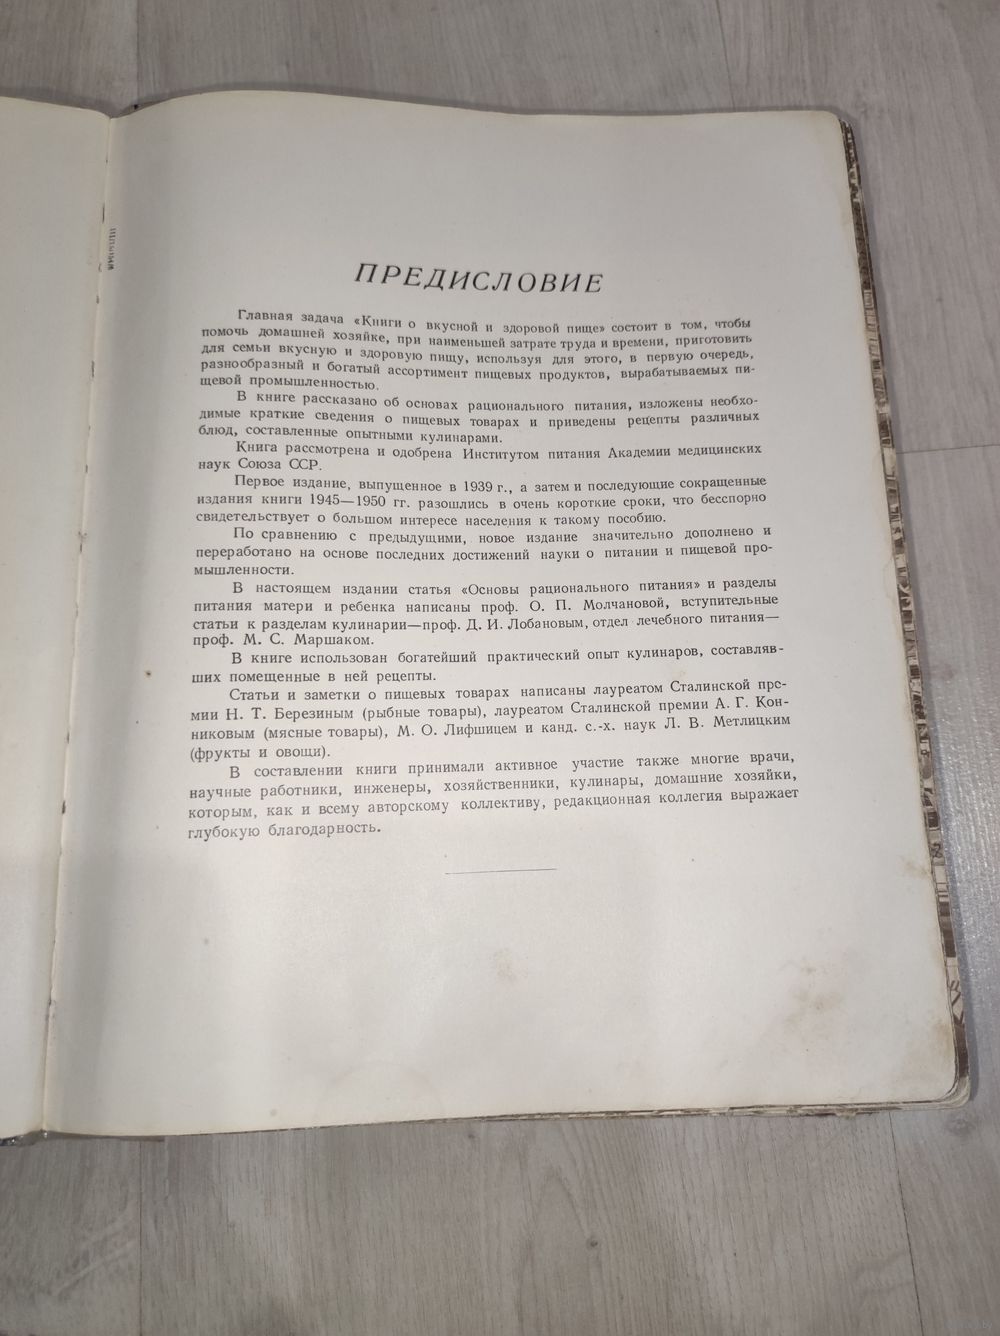 ПРЕДИСЛОВИЕ
Главная задача «Книги о вкусной и здоровой пище» состоит в том, чтобы
помочь домашней хозяйке, при наименьшей затрате труда и времени, приготовить
для семьи вкусную и здоровую пищу, используя для этого, в первую очередь,
разнообразный и богатый ассортимент пищевых продуктов, вырабатываемых пи-
щевой промышленностью.
В книге рассказано об основах рационального питания, изложены необхо-
димые краткие сведения о пищевых товарах и приведены рецепты различных
блюд, составленные опытными кулинарами.
Книга рассмотрена и одобрена Институтом питания Академии медицинских
наук Союза ССР.
Первое издание, выпущенное в 1939 г., а затем и последующие сокращенные
издания книги 1945—1950 гг. разошлись в очень короткие сроки, что бесспорно
свидетельствует о большом интересе населения к такому пособию.
По сравнению с предыдущими, новое издание значительно дополнено и
переработано на основе последних достижений науки о питании и пищевой про-
мышленности.
В настоящем издании статья «Основы рационального питания» и разделы
питания матери и ребенка написаны проф. О. П. Молчановой, вступительные
статьи к разделам кулинарии—проф. Д. И. Лобановым, отдел лечебного питания—
проф. М. С. Маршаком.
В книге использован богатейший практический опыт кулинаров, составляв-
ших помещенные в ней рецепты.
Статьи и заметки о пищевых товарах написаны лауреатом Сталинской пре-
мии Н. Т. Березиным (рыбные товары), лауреатом Сталинской премии А. Г. Кон-
никовым (мясные товары), М. О. Лифшицем и канд. с.-х. наук Л. В. Метлицким
(фрукты и овощи).
В составлении книги принимали активное участие также многие врачи,
научные работники, инженеры, хозяйственники, кулинары, домашние хозяйки,
которым, как и всему авторскому коллективу, редакционная коллегия выражает
глубокую благодарность.